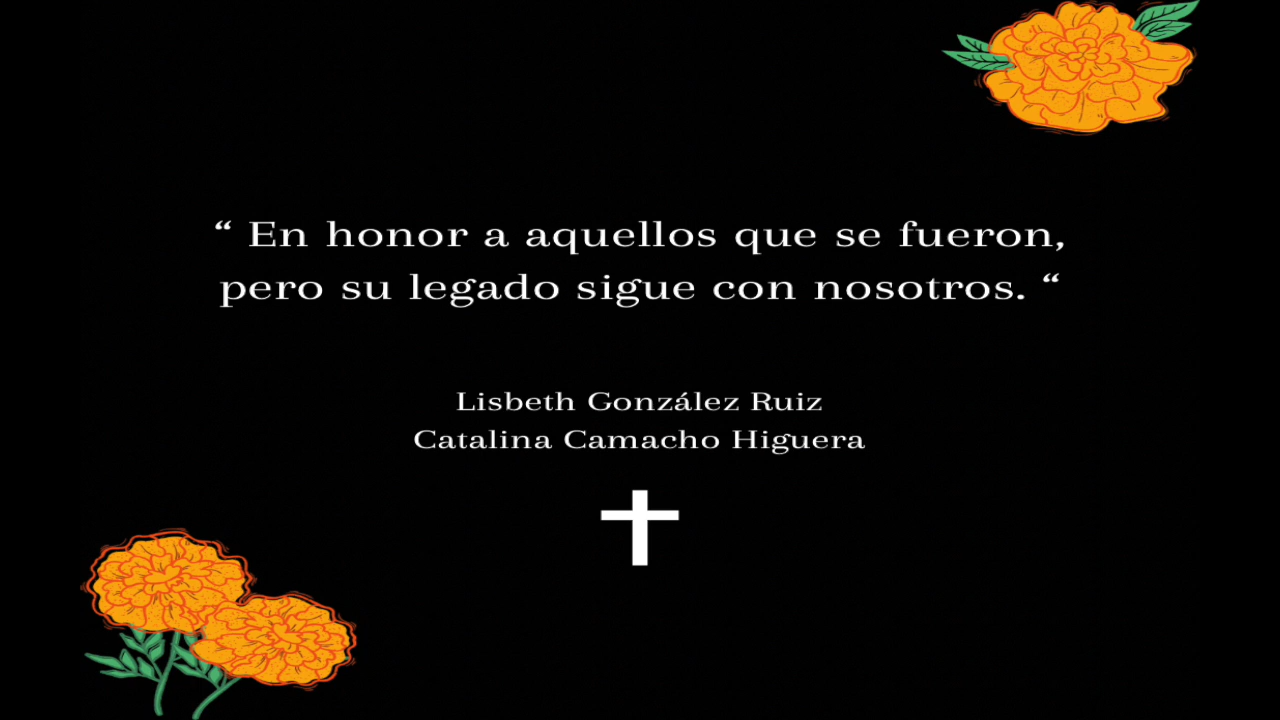 “ En honor a aquellos que se fueron,
pero su legado sigue con nosotros. “
Lisbeth González Ruiz
Catalina Camacho Higuera